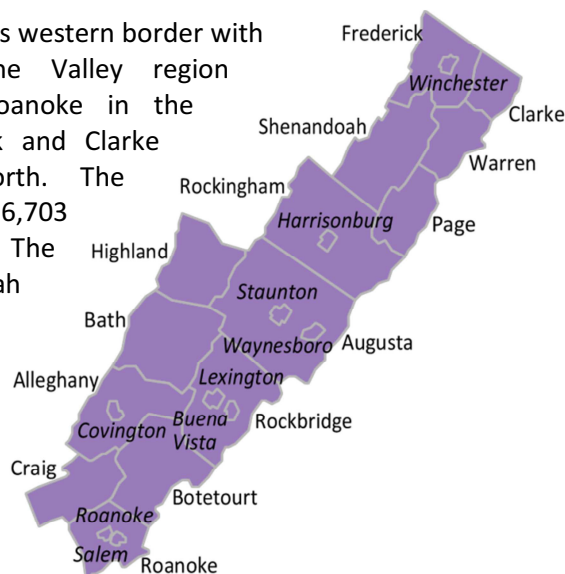 s western border with
ne Valley region
oanoke in the
k and Clarke
orth. The
6,703
The
ah
Frederick
Winchester
Clarke
Shenandoah
Warren
Rockingham
Page
Harrisonburg
Highland
Staunton
Bath
Waynesboro
Augusta
Lexington
Alleghany
Buena
Vista
Rockbridge
Covington
Craig
Botetourt
Roanoke
Salem
Roanoke